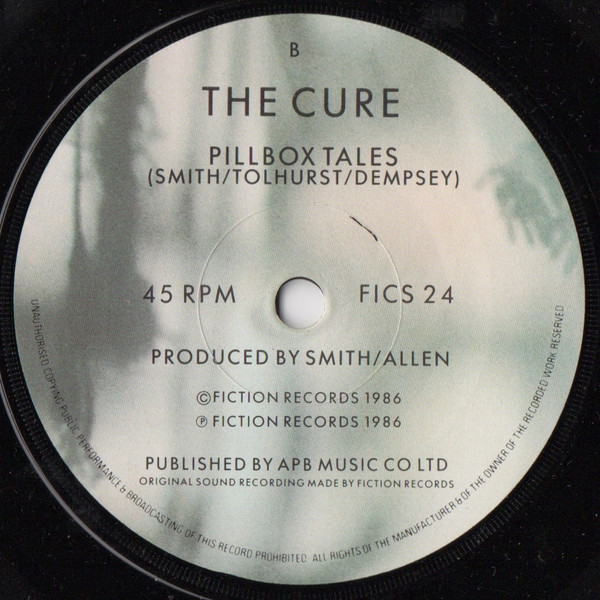 B
THE CURE
PILLBOX TALES
(SMITH/TOLHURST/DEMPSEY)
45 RPM FICS 24
PRODUCED BY SMITH/ALLEN
©FICTION RECORDS 1986
℗ FICTION RECORDS 1986
PUBLISHED BY APB MUSIC CO LTD
ORIGINAL SOUND RECORDING MADE BY FICTION RECORDS
UNAUTHORISED COPYING PUBLIC PERFORMANCE & BROADCASTING OF THIS RECORD PROHIBITED. ALL RIGHTS OF THE MANUFACTURER & OF THE OWNER OF THE RECORDED WORK RESERVED